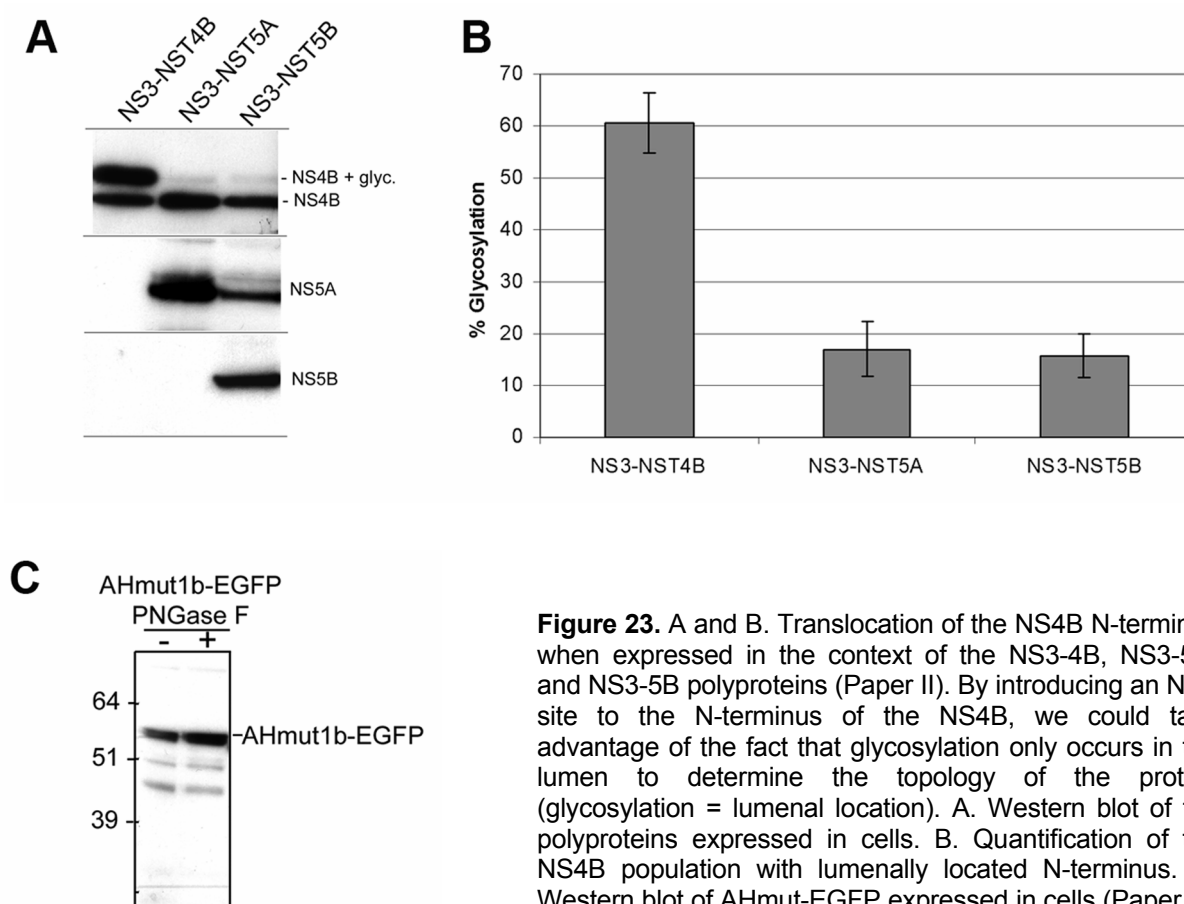 A
NS3-NST4B
NS3-NST5A
NS3-NST5B
- NS4B + glyc.
- NS4B
NS5A
NS5B
B
70
60
50
40
30
20
10
0
% Glycosylation
NS3-NST4B
NS3-NST5A
NS3-NST5B
C
AHmut1b-EGFP
PNGase F
- +
64
51
39
AHmut1b-EGFP
Figure 23. A and B. Translocation of the NS4B N-termin
when expressed in the context of the NS3-4B, NS3-5
and NS3-5B polyproteins (Paper II). By introducing an N
site to the N-terminus of the NS4B, we could ta
advantage of the fact that glycosylation only occurs in
lumen to determine the topology of the prot
(glycosylation = lumenal location). A. Western blot of
polyproteins expressed in cells. B. Quantification of
NS4B population with lumenally located N-terminus.
Western blot of AHmut-EGFP expressed in cells (Paper